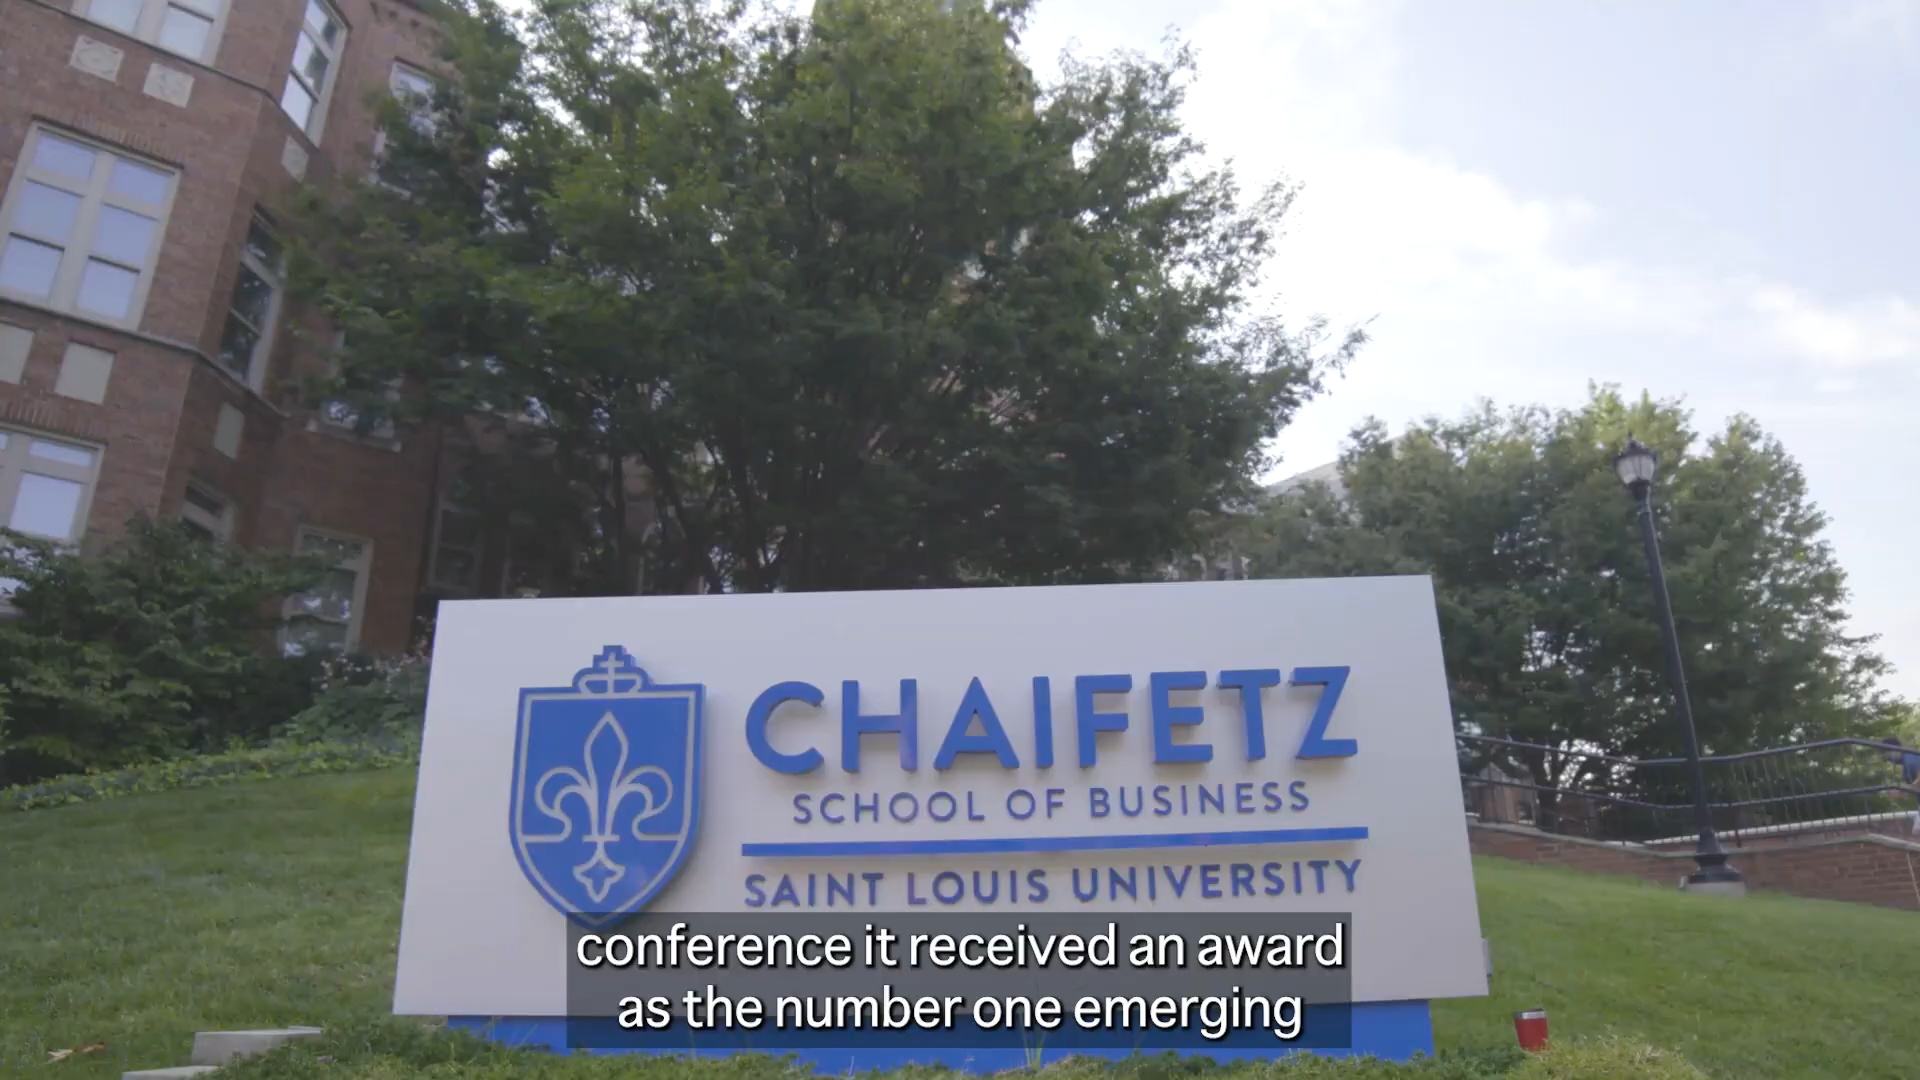 CHAIFETZ
SCHOOL OF BUSINESS
SAINT LOUIS UNIVERSITY
conference it received an award
as the number one emerging